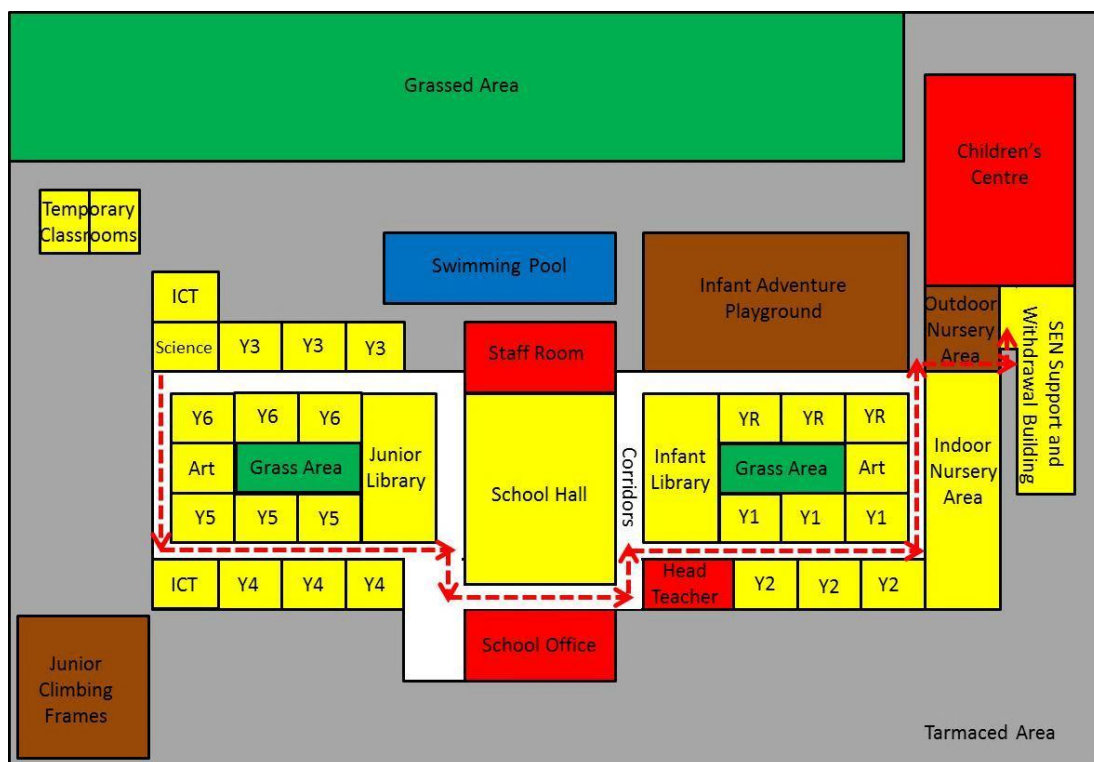 Grassed Area
Children's
Centre
Temporary
Classrooms
Swimming Pool
Infant Adventure
Playground
ICT
Outdoor
Nursery
Area
SEN Support and
Withdrawal Building
Science
Y3
Y3
Y3
Staff Room
Y6
Y6
Y6
Junior
Library
Art
Grass Area
Y5
Y5
Y5
School Hall
Corridors
Infant
Library
YR
YR
YR
Grass Area
Art
Y1
Y1
Y1
Indoor
Nursery
Area
ICT
Y4
Y4
Y4
Head
Teacher
Y2
Y2
Y2
School Office
Junior
Climbing
Frames
Tarmaced Area